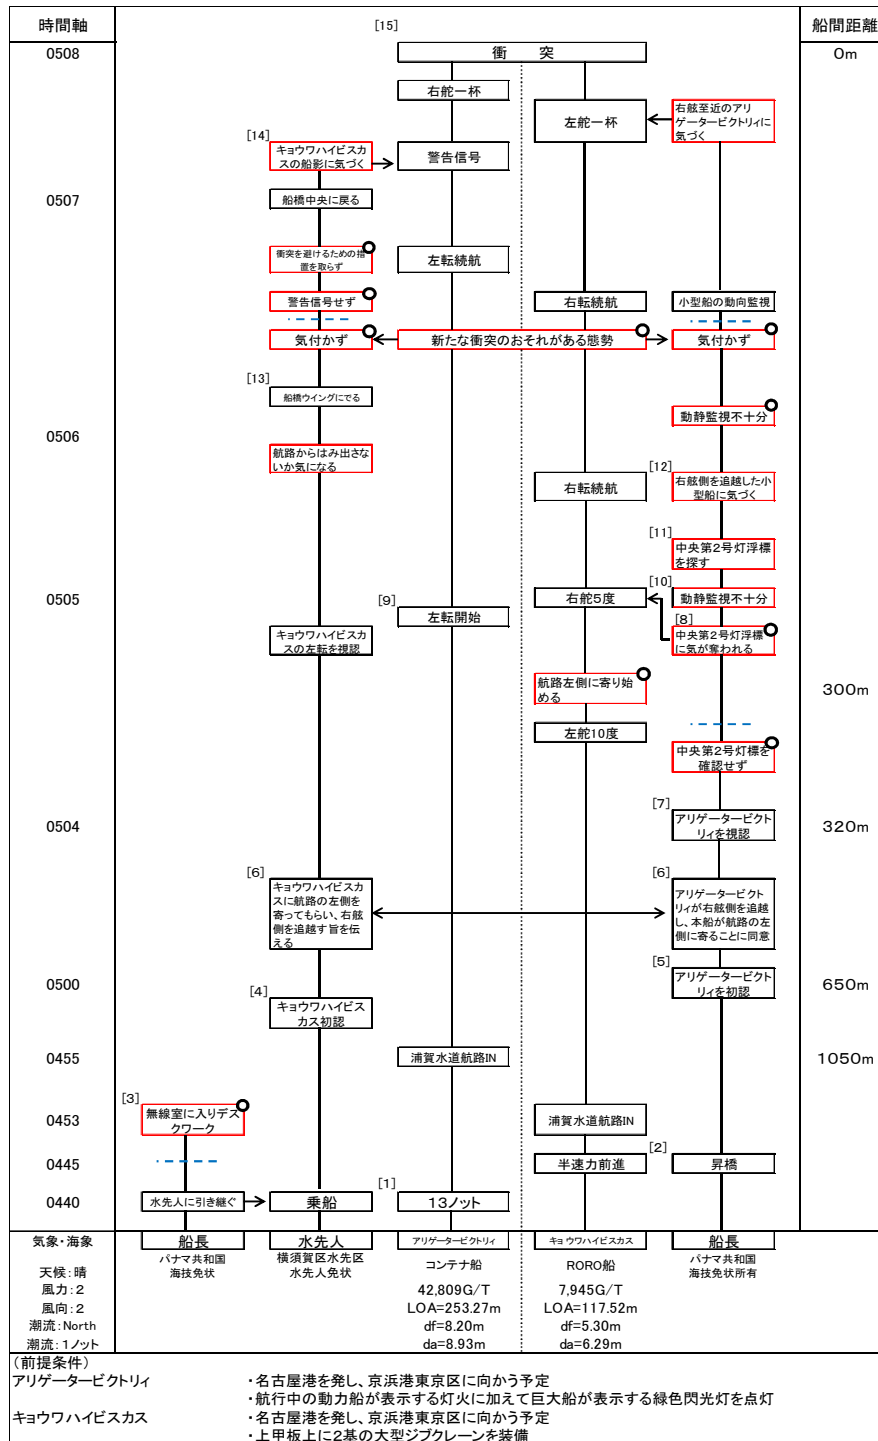 時間軸
[15]
船間距離
0508
衝　突
0m
右舵一杯
左舵一杯
右舷至近のアリ
ゲータービクトリィに
気づく
[14]
キョウワハイビスカ
スの船影に気づく
警告信号
0507
船橋中央に戻る
衝突を避けるための措
置を取らず
左転続航
警告信号せず
右転続航
小型船の動向監視
気付かず
新たな衝突のおそれがある態勢
気付かず
[13]
船橋ウイングにでる
動静監視不十分
0506
航路からはみ出さな
いか気になる
[12]
右転続航
右舷側を追越した小
型船に気づく
[11]
中央第2号灯浮標
を探す
[10]
0505
[9]
左転開始
右舵5度
動静監視不十分
[8]
キョウワハイビスカ
スの左転を視認
中央第2号灯浮標
に気が奪われる
航路左側に寄り始
める
300m
左舵10度
中央第2号灯標を
確認せず
[7]
0504
アリゲータービクト
リィを視認
320m
[6]
キョウワハイビスカ
スに航路の左側を
寄ってもらい、右舷
側を追越す旨を伝
える
[6]
アリゲータービクト
リィが右舷側を追越
し、本船が航路の左
側に寄ることに同意
[5]
0500
アリゲータービクト
リィを初認
650m
[4]
キョウワハイビス
カス初認
0455
浦賀水道航路IN
1050m
[3]
0453
無線室に入りデス
クワーク
浦賀水道航路IN
[2]
0445
半速力前進
昇橋
[1]
0440
水先人に引き継ぐ
乗船
13ノット
気象・海象
船長
水先人
アリゲータービクトリィ
キョウワハイビスカス
船長
パナマ共和国
海技免状
横須賀区水先区
水先人免状
コンテナ船
RORO船
パナマ共和国
海技免状所有
天候：晴
風力：2
42,809G/T
7,945G/T
風向：2
LOA=253.27m
LOA=117.52m
潮流：North
df=8.20m
df=5.30m
潮流：1ノット
da=8.93m
da=6.29m
(前提条件)
アリゲータービクトリィ
・名古屋港を発し、京浜港東京区に向かう予定
・航行中の動力船が表示する灯火に加えて巨大船が表示する緑色閃光灯を点灯
キョウワハイビスカス
・名古屋港を発し、京浜港東京区に向かう予定
・上甲板上に2基の大型ジブクレーンを装備